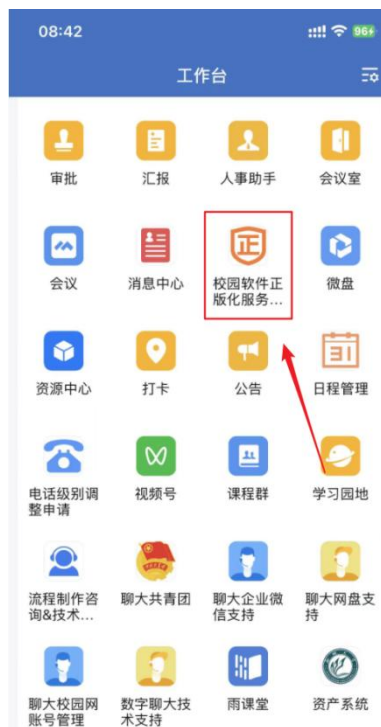 08:42
96
工作台
审批
汇报
人事助手
会议室
会议
消息中心
正
校园软件正
版化服务...
微盘
资源中心
打卡
公告
31
日程管理
电话级别调
整申请
视频号
课程群
学习园地
流程制作咨
询&技术...
聊大共青团
聊大企业微
信支持
聊大网盘支
持
聊大校园网
账号管理
数字聊大技
术支持
雨课堂
资产系统